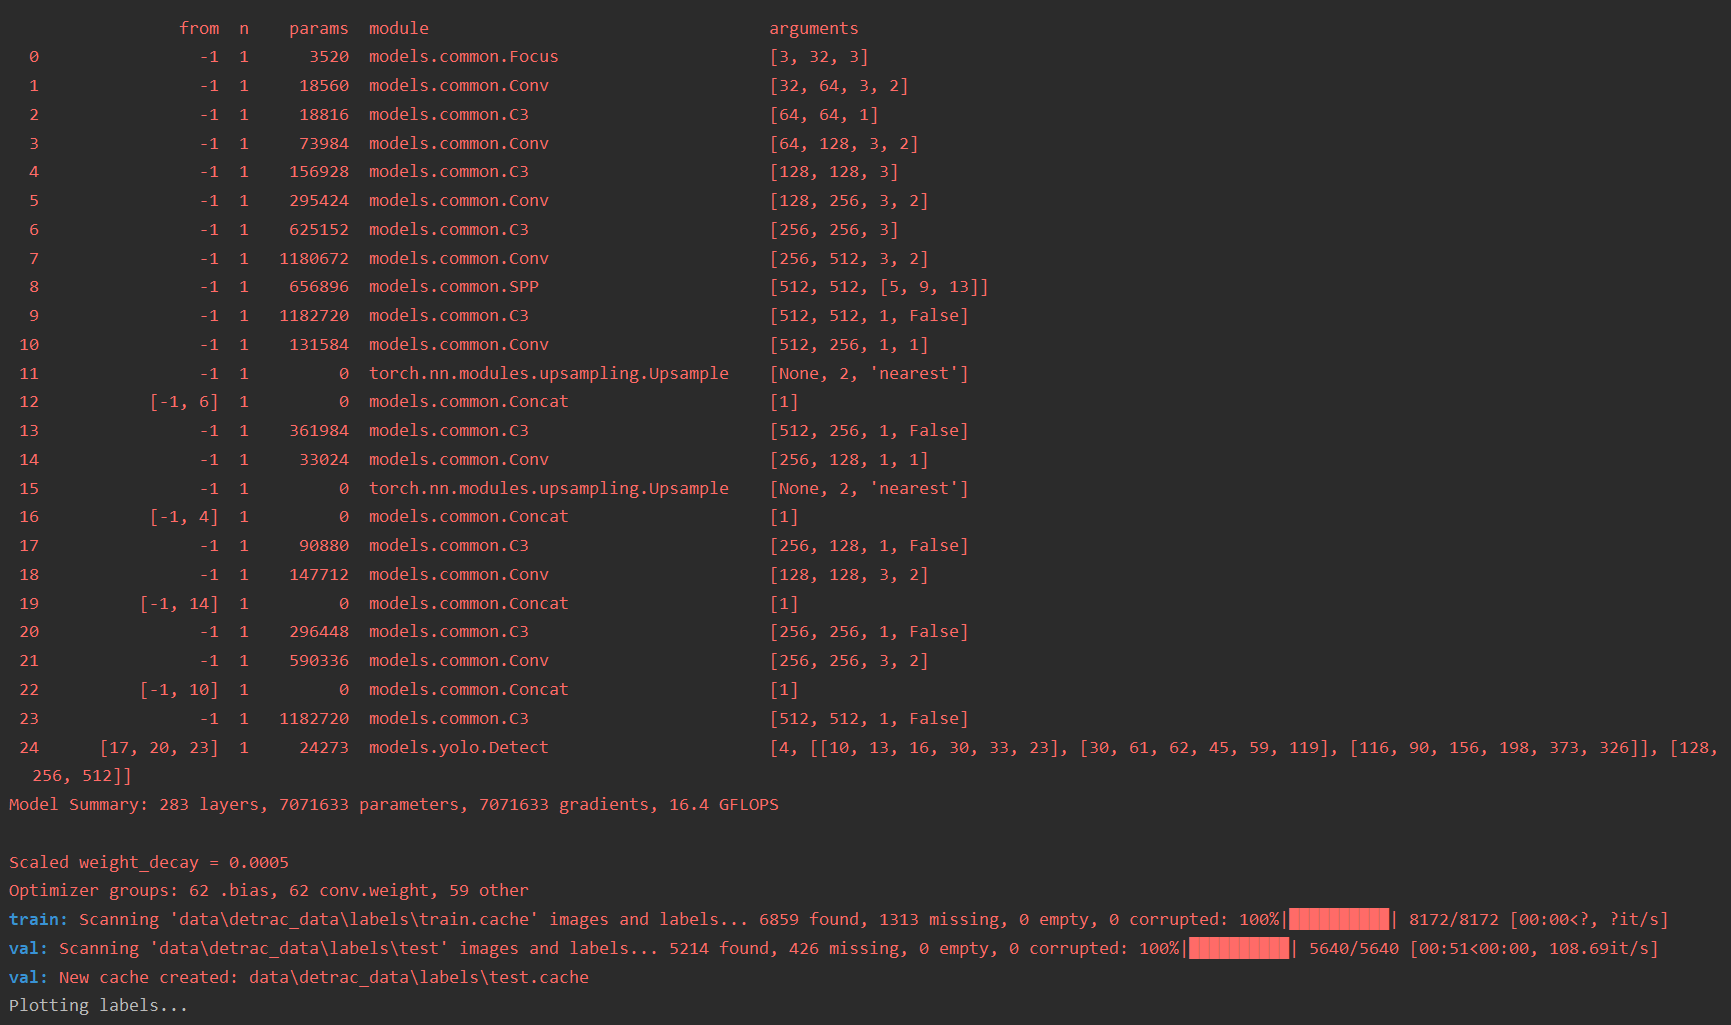 from  n    params  module                                  arguments
0                -1  1      3520  models.common.Focus                     [3, 32, 3]
1                -1  1     18560  models.common.Conv                      [32, 64, 3, 2]
2                -1  1     18816  models.common.C3                        [64, 64, 1]
3                -1  1     73984  models.common.Conv                      [64, 128, 3, 2]
4                -1  1    156928  models.common.C3                        [128, 128, 3]
5                -1  1    295424  models.common.Conv                      [128, 256, 3, 2]
6                -1  1    625152  models.common.C3                        [256, 256, 3]
7                -1  1   1180672  models.common.Conv                      [256, 512, 3, 2]
8                -1  1    656896  models.common.SPP                       [512, 512, [5, 9, 13]]
9                -1  1   1182720  models.common.C3                        [512, 512, 1, False]
10                -1  1    131584  models.common.Conv                      [512, 256, 1, 1]
11                -1  1         0  torch.nn.modules.upsampling.Upsample    [None, 2, 'nearest']
12           [-1, 6]  1         0  models.common.Concat                    [1]
13                -1  1    361984  models.common.C3                        [512, 256, 1, False]
14                -1  1     33024  models.common.Conv                      [256, 128, 1, 1]
15                -1  1         0  torch.nn.modules.upsampling.Upsample    [None, 2, 'nearest']
16           [-1, 4]  1         0  models.common.Concat                    [1]
17                -1  1     90880  models.common.C3                        [256, 128, 1, False]
18                -1  1    147712  models.common.Conv                      [128, 128, 3, 2]
19          [-1, 14]  1         0  models.common.Concat                    [1]
20                -1  1    296448  models.common.C3                        [256, 256, 1, False]
21                -1  1    590336  models.common.Conv                      [256, 256, 3, 2]
22          [-1, 10]  1         0  models.common.Concat                    [1]
23                -1  1   1182720  models.common.C3                        [512, 512, 1, False]
24      [17, 20, 23]  1     24273  models.yolo.Detect                      [4, [[10, 13, 16, 30, 33, 23], [30, 61, 62, 45, 59, 119], [116, 90, 156, 198, 373, 326]], [128,
256, 512]]
Model Summary: 283 layers, 7071633 parameters, 7071633 gradients, 16.4 GFLOPS
Scaled weight_decay = 0.0005
Optimizer groups: 62 .bias, 62 conv.weight, 59 other
train: Scanning 'data\detrac_data\labels\train.cache' images and labels... 6859 found, 1313 missing, 0 empty, 0 corrupted: 100%|██████████| 8172/8172 [00:00<?, ?it/s]
val: Scanning 'data\detrac_data\labels\test' images and labels... 5214 found, 426 missing, 0 empty, 0 corrupted: 100%|██████████| 5640/5640 [00:51<00:00, 108.69it/s]
val: New cache created: data\detrac_data\labels\test.cache
Plotting labels...